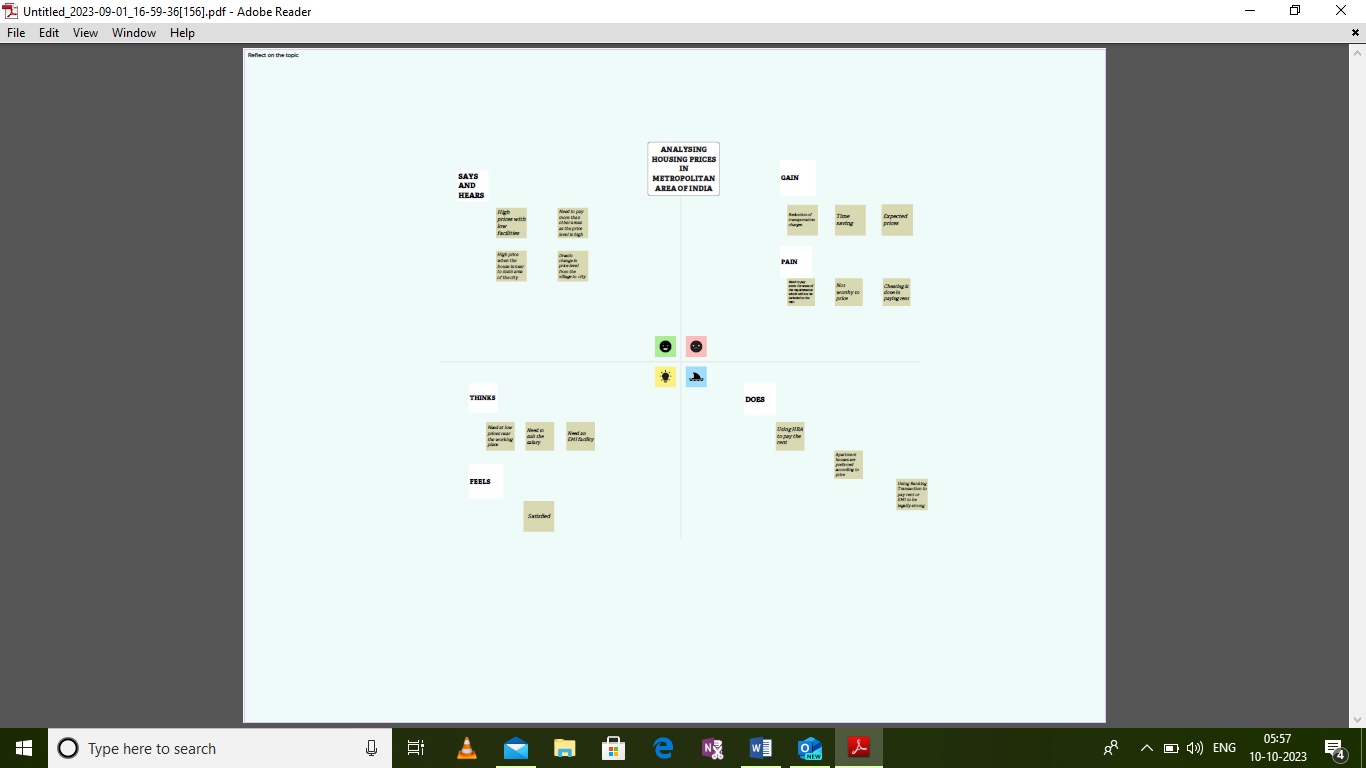 Untitled_2023-09-01_16-59-36[156].pdf - Adobe Reader
File Edit View Window Help
Reflect on the topic
ANALYSING
HOUSING PRICES
IN
METROPOLITAN
AREA OF INDIA
SAYS
AND
HEARS
High
prices with
low
facilities
Need to pay
more than
other areas
as the price
level is high
High price
when the
house is near
to main area
of the city
Drastic
change in
price level
from the
village to city
GAIN
Reduction of
transportation
charges
Time
saving
Expected
prices
PAIN
Need to pay
Not
worthy to
price
Cheating is
done in
paying rent
THINKS
Need at low
prices near
the working
place
Need to
suit the
salary
Need an
EMI facility
FEELS
Satisfied
DOES
Using HRA
to pay the
rent
Apartment
houses are
preferred
according to
price
Using Banking
Transaction to
pay rent or
EMI to be
legally strong
Type here to search
NEW
ENG
05:57
10-10-2023
4